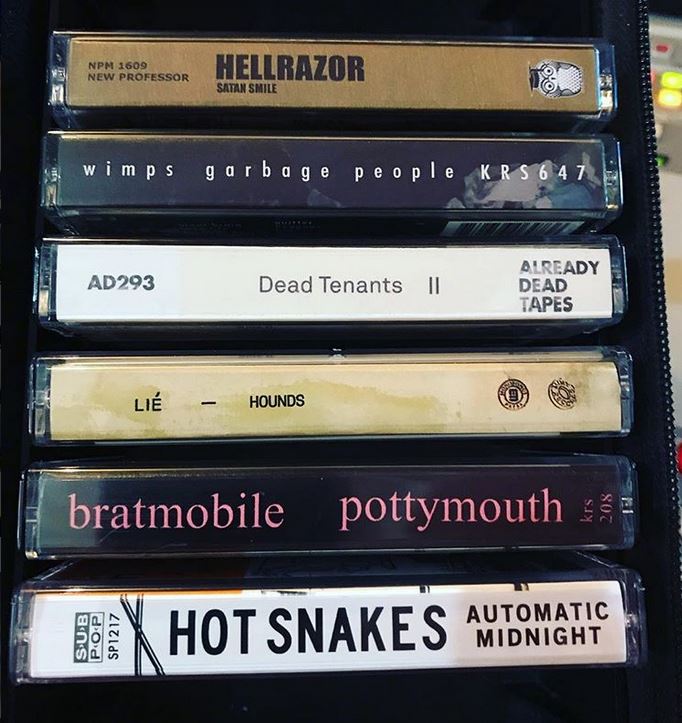 NPM 1609
NEW PROFESSOR
HELLRAZOR
SATAN SMILE
wimps garbage people KRS647
AD293
Dead Tenants II
ALREADY
DEAD
TAPES
LIÉ — HOUNDS
9
bratmobile pottymouth
krs
208
SUB
POP
SP1217
HOT SNAKES
AUTOMATIC
MIDNIGHT